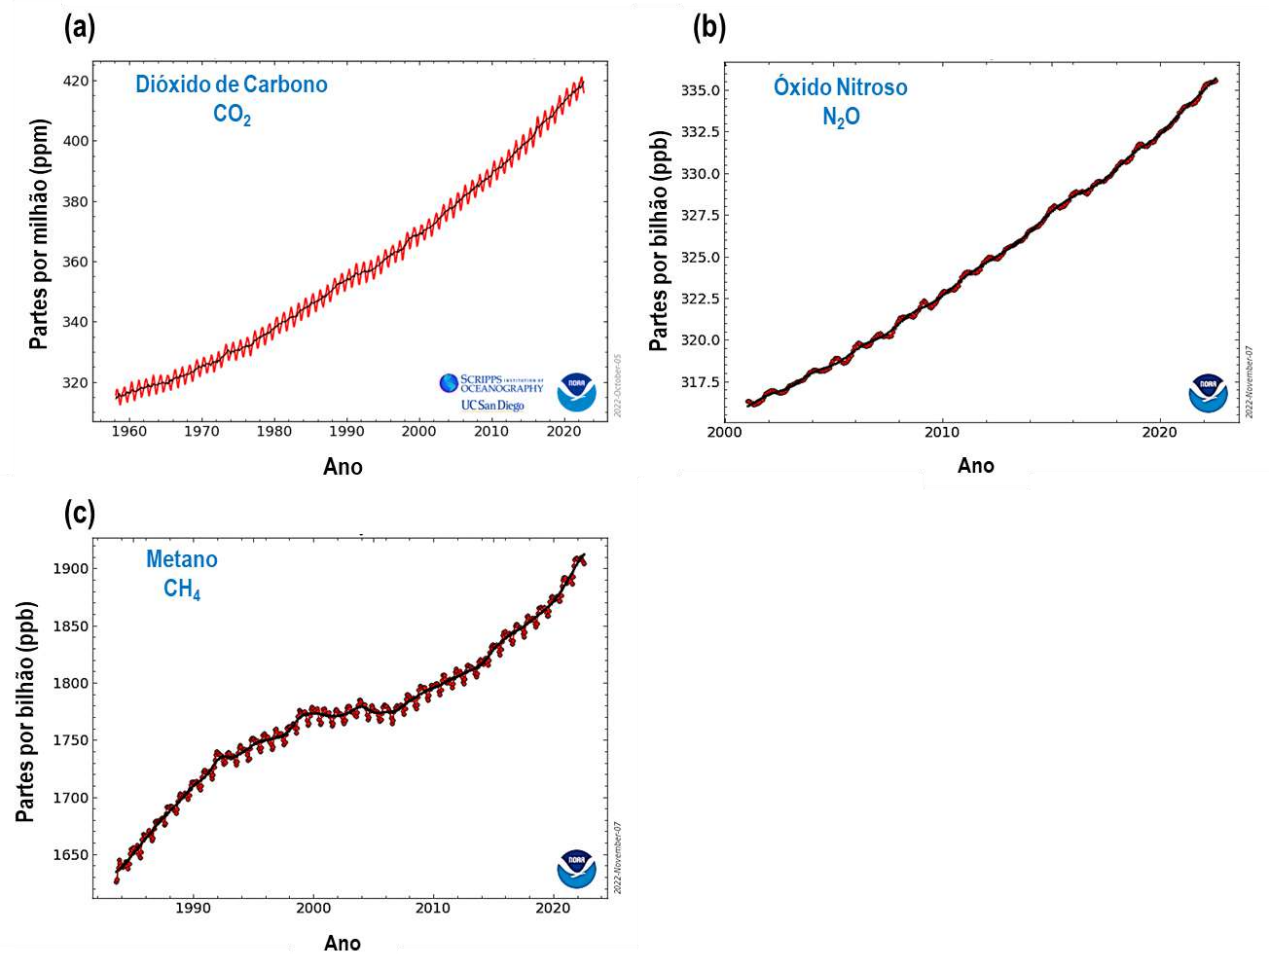 (a)
Dióxido de Carbono
CO₂
Partes por milhão (ppm)
420
400
380
360
340
320
1960 1970 1980 1990 2000 2010 2020
Ano
SCRIPPS INSTITUTION OF
OCEANOGRAPHY
UC San Diego
NOAA
2022-October-05
(b)
Óxido Nitroso
N₂O
Partes por bilhão (ppb)
335.0
332.5
330.0
327.5
325.0
322.5
320.0
317.5
2000 2010 2020
Ano
NOAA
2022-November-07
(c)
Metano
CH₄
Partes por bilhão (ppb)
1900
1850
1800
1750
1700
1650
1990 2000 2010 2020
Ano
NOAA
2022-November-07